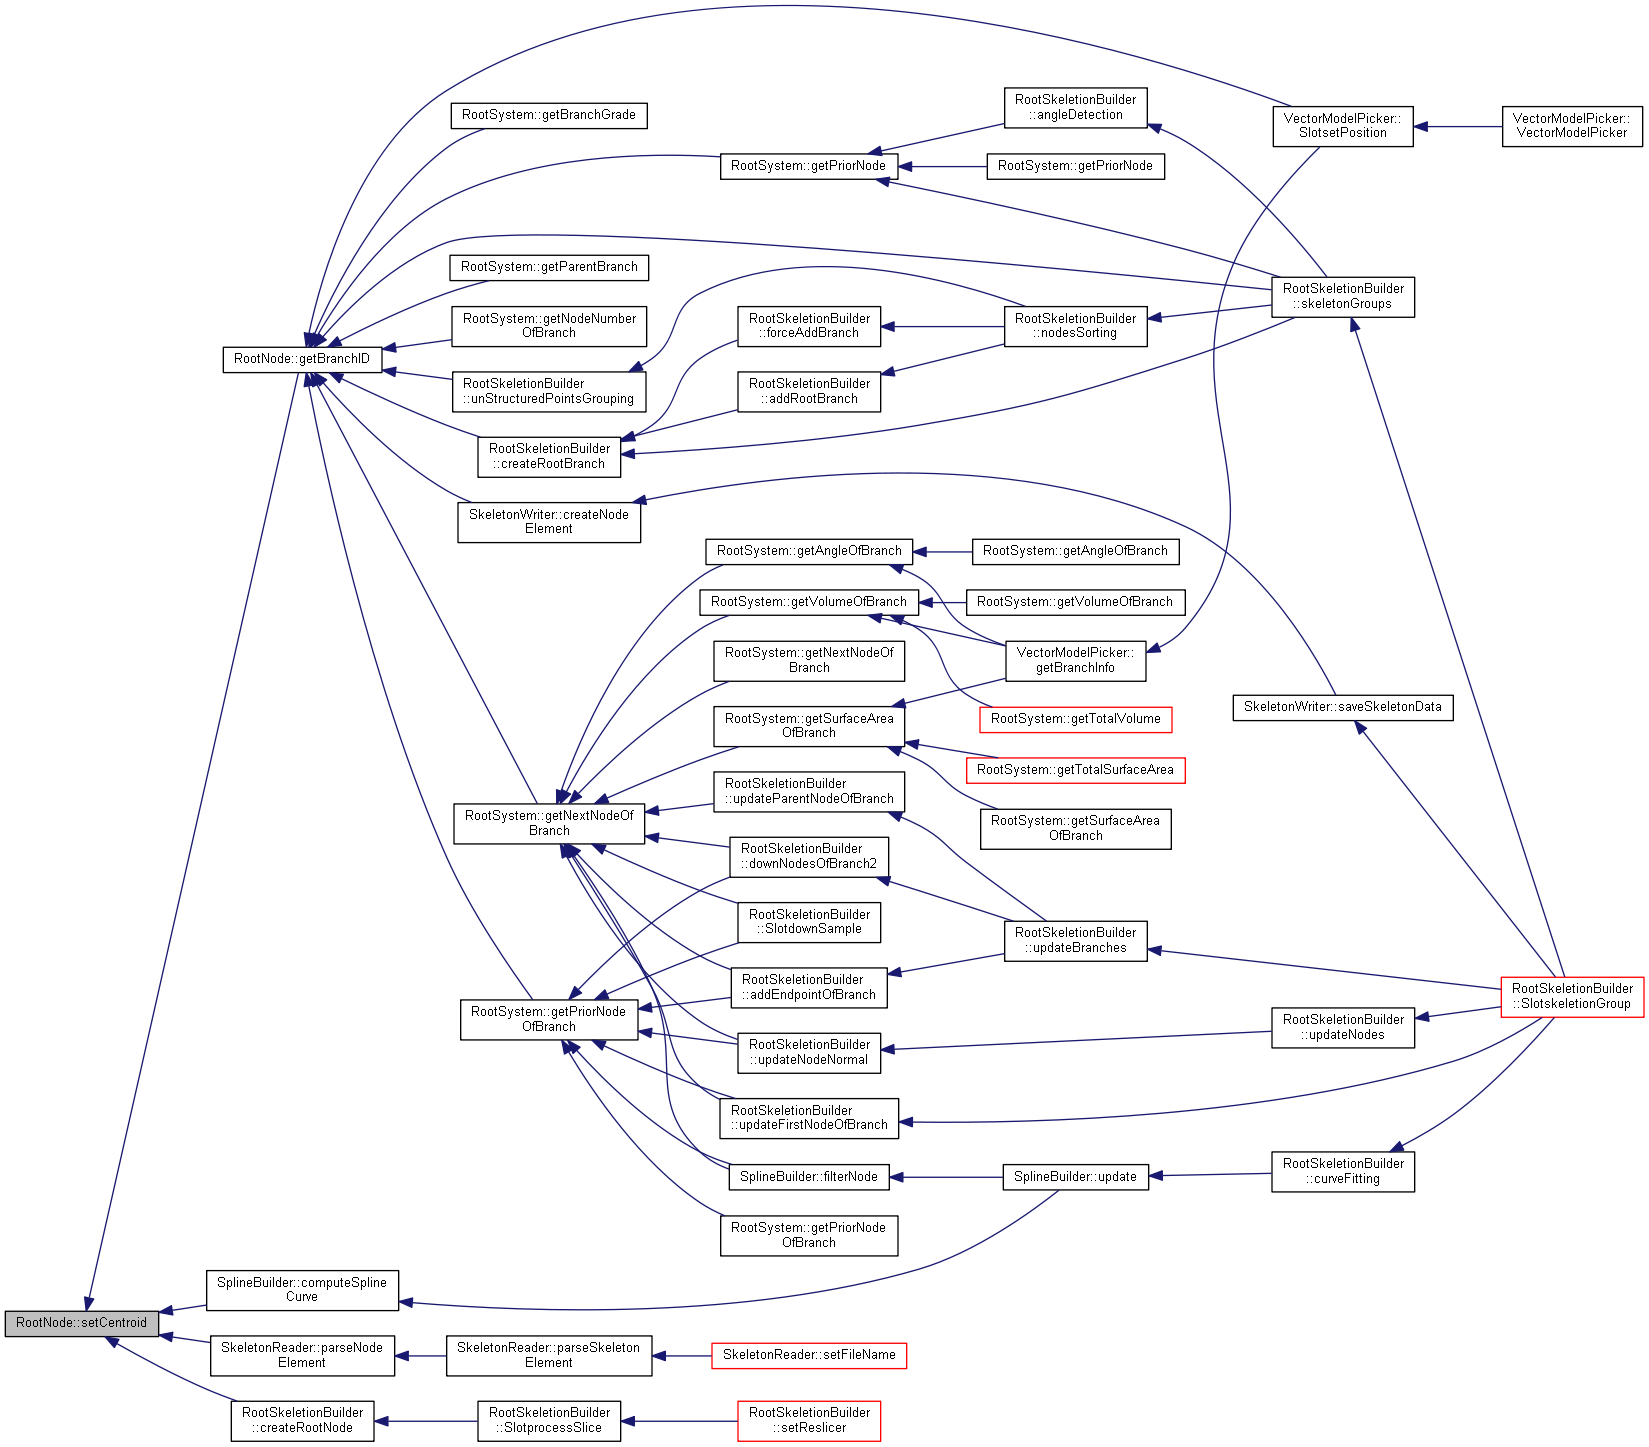 RootNode::setCentroid
RootNode::getBranchID
SplineBuilder::computeSpline
Curve
SkeletonReader::parseNode
Element
RootSkeletionBuilder
::createRootNode
RootSystem::getBranchGrade
RootSystem::getParentBranch
RootSystem::getNodeNumber
OfBranch
RootSkeletionBuilder
::unStructuredPointsGrouping
RootSkeletionBuilder
::createRootBranch
SkeletonWriter::createNode
Element
RootSystem::getNextNodeOf
Branch
RootSystem::getPriorNode
OfBranch
SkeletonReader::parseSkeleton
Element
RootSkeletionBuilder
::SlotprocessSlice
RootSystem::getPriorNode
RootSkeletionBuilder
::forceAddBranch
RootSkeletionBuilder
::addRootBranch
RootSystem::getAngleOfBranch
RootSystem::getVolumeOfBranch
RootSystem::getNextNodeOf
Branch
RootSystem::getSurfaceArea
OfBranch
RootSkeletionBuilder
::updateParentNodeOfBranch
RootSkeletionBuilder
::downNodesOfBranch2
RootSkeletionBuilder
::SlotdownSample
RootSkeletionBuilder
::addEndpointOfBranch
RootSkeletionBuilder
::updateNodeNormal
RootSkeletionBuilder
::updateFirstNodeOfBranch
SplineBuilder::filterNode
RootSystem::getPriorNode
OfBranch
SkeletonReader::setFileName
RootSkeletionBuilder
::setReslicer
RootSkeletionBuilder
::angleDetection
RootSystem::getPriorNode
RootSkeletionBuilder
::nodesSorting
RootSystem::getAngleOfBranch
RootSystem::getVolumeOfBranch
VectorModelPicker::
getBranchInfo
RootSystem::getTotalVolume
RootSystem::getTotalSurfaceArea
RootSystem::getSurfaceArea
OfBranch
RootSkeletionBuilder
::updateBranches
SplineBuilder::update
VectorModelPicker::
SlotsetPosition
RootSkeletionBuilder
::skeletonGroups
SkeletonWriter::saveSkeletonData
RootSkeletionBuilder
::updateNodes
RootSkeletionBuilder
::curveFitting
VectorModelPicker::
VectorModelPicker
RootSkeletionBuilder
::SlotskeletionGroup